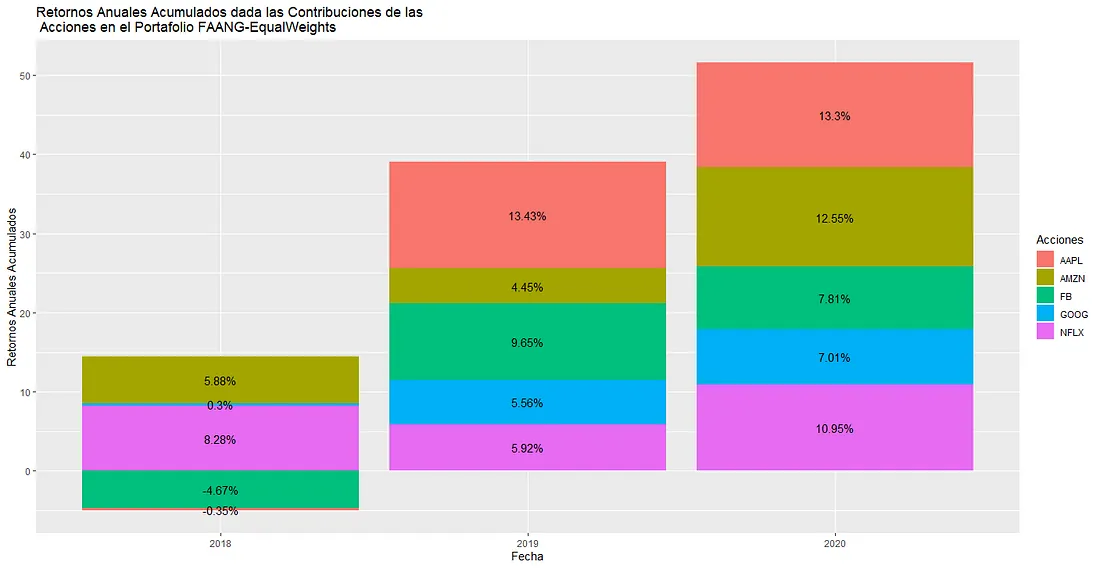 Retornos Anuales Acumulados dada las Contribuciones de las
Acciones en el Portafolio FAANG-EqualWeights
Retornos Anuales Acumulados
50
40
30
20
10
0
5.88%
0.3%
8.28%
-4.67%
-0.35%
13.43%
4.45%
9.65%
5.56%
5.92%
13.3%
12.55%
7.81%
7.01%
10.95%
2018
2019
2020
Fecha
Acciones
AAPL
AMZN
FB
GOOG
NFLX